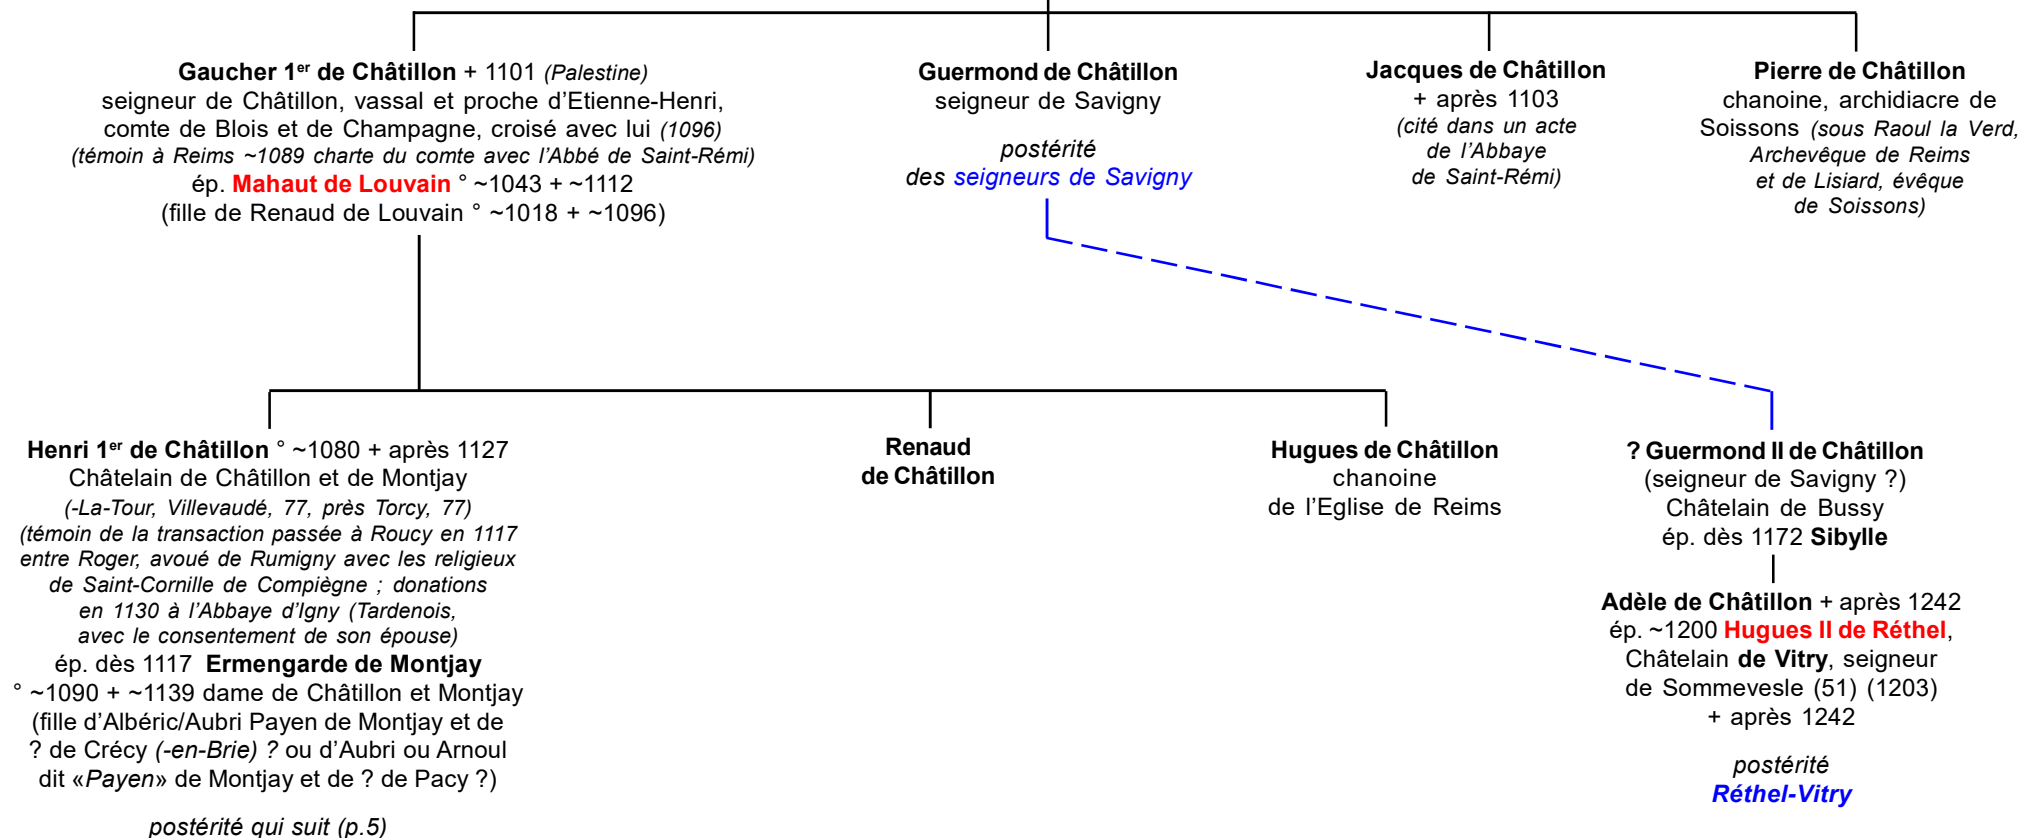 Gaucher 1er de Châtillon + 1101 (Palestine)
seigneur de Châtillon, vassal et proche d’Etienne-Henri,
comte de Blois et de Champagne, croisé avec lui (1096)
(témoin à Reims ~1089 charte du comte avec l’Abbé de Saint-Rémi)
ép. Mahaut de Louvain ° ~1043 + ~1112
(fille de Renaud de Louvain ° ~1018 + ~1096)
Guermond de Châtillon
seigneur de Savigny
postérité
des seigneurs de Savigny
Jacques de Châtillon
+ après 1103
(cité dans un acte
de l’Abbaye
de Saint-Rémi)
Pierre de Châtillon
chanoine, archidiacre de
Soissons (sous Raoul la Verd,
Archevêque de Reims
et de Lisiard, évêque
de Soissons)
Henri 1er de Châtillon ° ~1080 + après 1127
Châtelain de Châtillon et de Montjay
(-La-Tour, Villevaudé, 77, près Torcy, 77)
(témoin de la transaction passée à Roucy en 1117
entre Roger, avoué de Rumigny avec les religieux
de Saint-Cornille de Compiègne ; donations
en 1130 à l’Abbaye d’Igny (Tardenois,
avec le consentement de son épouse)
ép. dès 1117 Ermengarde de Montjay
° ~1090 + ~1139 dame de Châtillon et Montjay
(fille d’Albéric/Aubri Payen de Montjay et de
? de Crécy (-en-Brie) ? ou d’Aubri ou Arnoul
dit «Payen» de Montjay et de ? de Pacy ?)
postérité qui suit (p.5)
Renaud
de Châtillon
Hugues de Châtillon
chanoine
de l’Eglise de Reims
? Guermond II de Châtillon
(seigneur de Savigny ?)
Châtelain de Bussy
ép. dès 1172 Sibylle
Adèle de Châtillon + après 1242
ép. ~1200 Hugues II de Réthel,
Châtelain de Vitry, seigneur
de Sommevesle (51) (1203)
+ après 1242
postérité
Réthel-Vitry